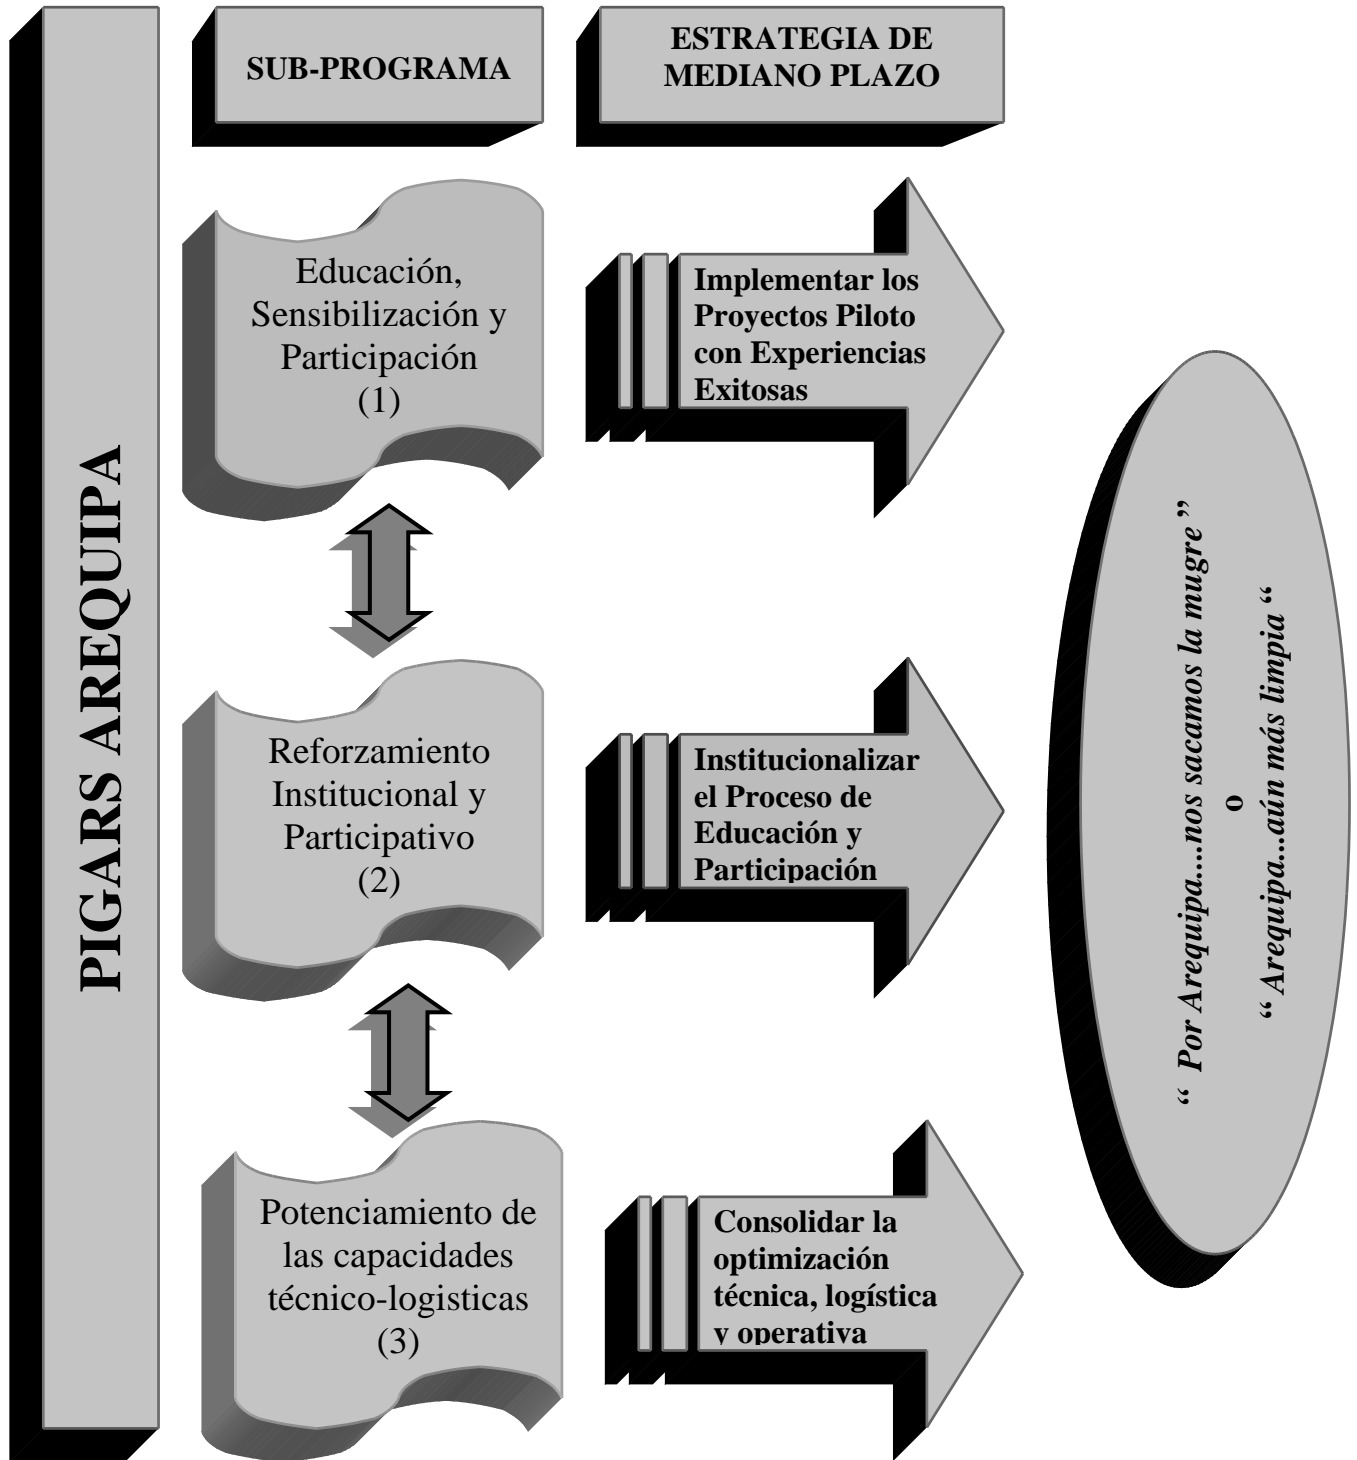 PIGARS AREQUIPA
SUB-PROGRAMA
ESTRATEGIA DE
MEDIANO PLAZO
Educación,
Sensibilización y
Participación
(1)
Implementar los
Proyectos Piloto
con Experiencias
Exitosas
Reforzamiento
Institucional y
Participativo
(2)
Institucionalizar
el Proceso de
Educación y
Participación
Potenciamiento de
las capacidades
técnico-logisticas
(3)
Consolidar la
optimización
técnica, logística
y operativa
“ Por Arequipa....nos sacamos la mugre ”
o
“ Arequipa...aún más limpia “